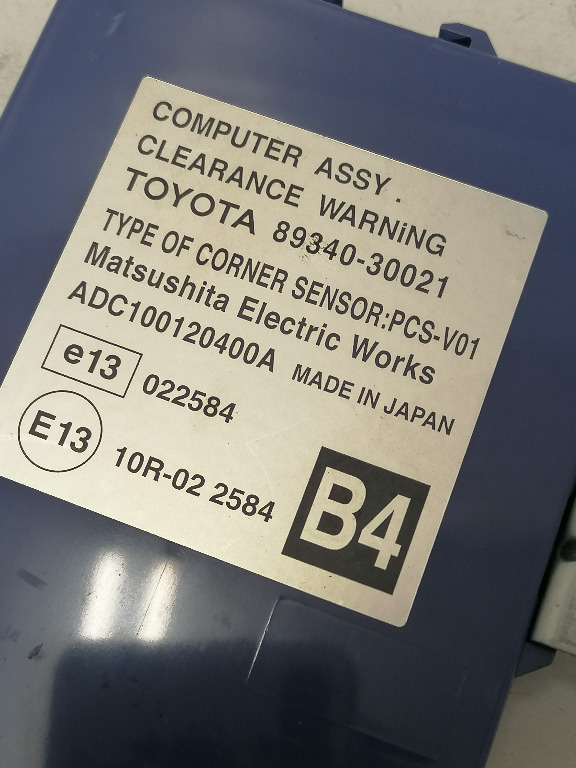 COMPUTER ASSY.
CLEARANCE WARNiNG
TOYOTA 89340-30021
TYPE OF CORNER SENSOR:PCS-V01
Matsushita Electric Works
ADC100120400A MADE IN JAPAN
e13 022584
E13 10R-02 2584
B4